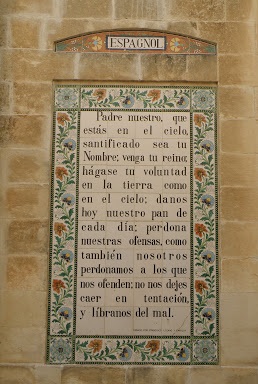 ESPAGNOL
Padre nuestro, que
estás en el cielo,
santificado sea tu
Nombre; venga tu reino;
hágase tu voluntad
en la tierra como
en el cielo; danos
hoy nuestro pan de
cada día; perdona
nuestras ofensas, como
también nosotros
perdonamos a los que
nos ofenden; no nos dejes
caer en tentación,
y líbranos del mal.